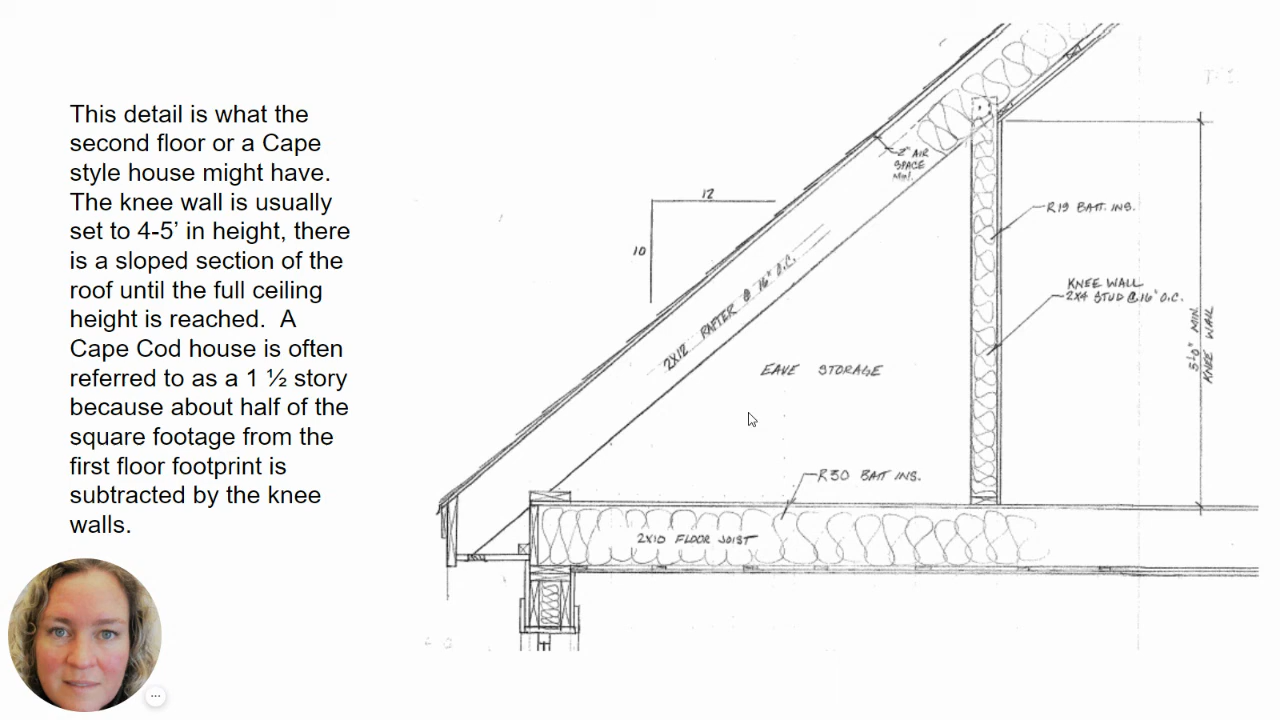 This detail is what the
second floor or a Cape
style house might have.
The knee wall is usually
set to 4-5’ in height, there
is a sloped section of the
roof until the full ceiling
height is reached.  A
Cape Cod house is often
referred to as a 1 ½ story
because about half of the
square footage from the
first floor footprint is
subtracted by the knee
walls.
2" AIR
SPACE
MIN.
12
10
R19 BATT. INS.
KNEE WALL
2X4 STUD @ 16" O.C.
2X12 RAFTER @ 16" O.C.
5'-0" MIN.
KNEE WALL
EAVE STORAGE
R30 BATT INS.
2X10 FLOOR JOIST